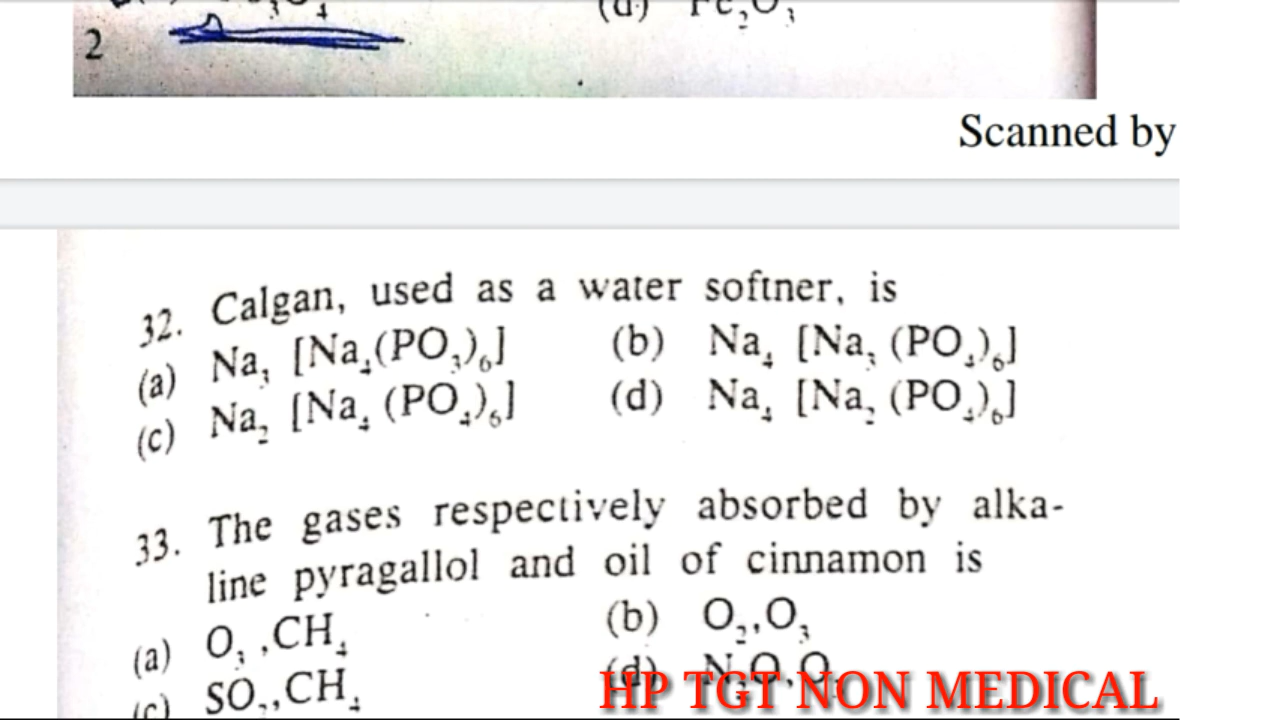 (d) Fe₂O₃
2
Scanned by
32. Calgan, used as a water softner, is
(a) Na₃ [Na₄(PO₃)₆] (b) Na₄ [Na₃ (PO₄)₆]
(c) Na₂ [Na₄ (PO₄)₆] (d) Na₄ [Na₂ (PO₄)₆]
33. The gases respectively absorbed by alka-
line pyragallol and oil of cinnamon is
(a) O₃ ,CH₄ (b) O₂,O₃
(c) SO₂,CH₄ (d)
HP TGT NON MEDICAL